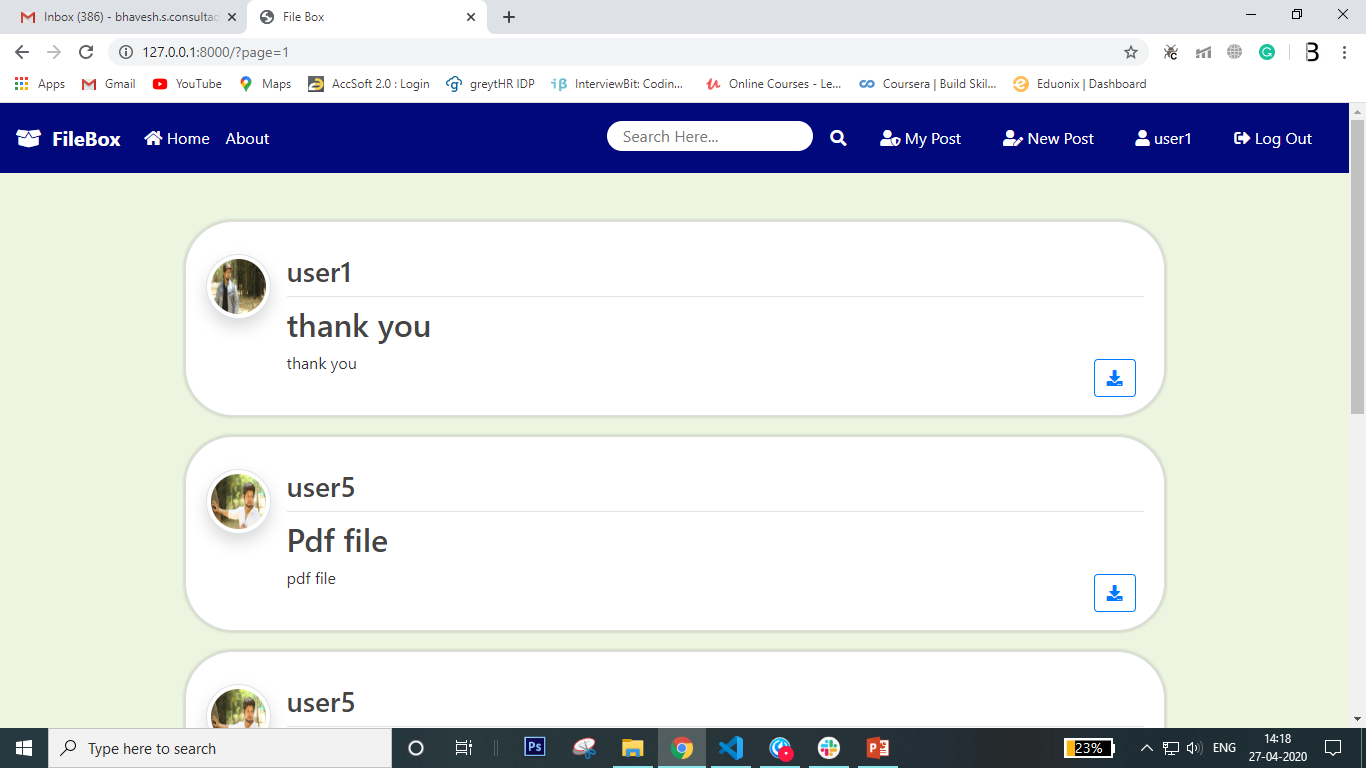 Inbox (386) - bhavesh.s.consultac
File Box
127.0.0.1:8000/?page=1
Apps Gmail YouTube Maps AccSoft 2.0 : Login greytHR IDP InterviewBit: Codin... Online Courses - Le... Coursera | Build Skil... Eduonix | Dashboard
FileBox Home About Search Here... My Post New Post user1 Log Out
user1
thank you
thank you
user5
Pdf file
pdf file
user5
Type here to search
Ps
23%
ENG
14:18
27-04-2020